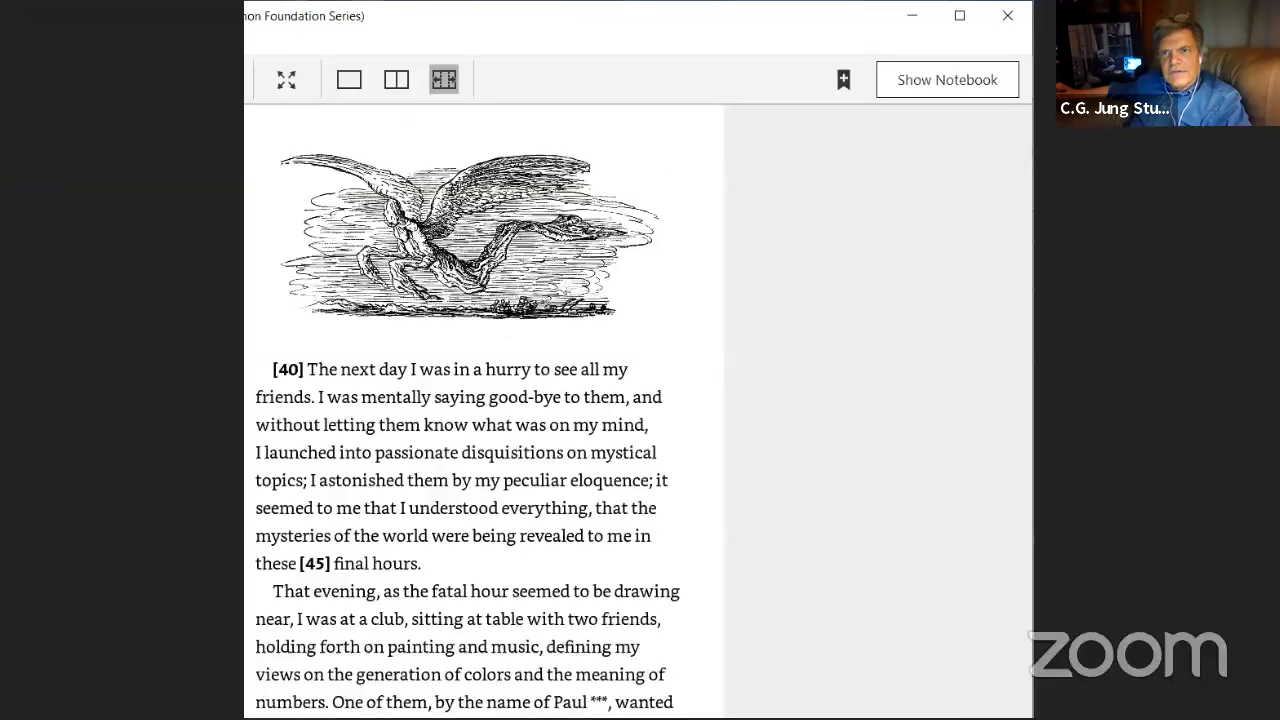 non Foundation Series)
Show Notebook
C.G. Jung Stu...
[40] The next day I was in a hurry to see all my
friends. I was mentally saying good-bye to them, and
without letting them know what was on my mind,
I launched into passionate disquisitions on mystical
topics; I astonished them by my peculiar eloquence; it
seemed to me that I understood everything, that the
mysteries of the world were being revealed to me in
these [45] final hours.
That evening, as the fatal hour seemed to be drawing
near, I was at a club, sitting at table with two friends,
holding forth on painting and music, defining my
views on the generation of colors and the meaning of
numbers. One of them, by the name of Paul ***, wanted
zoom